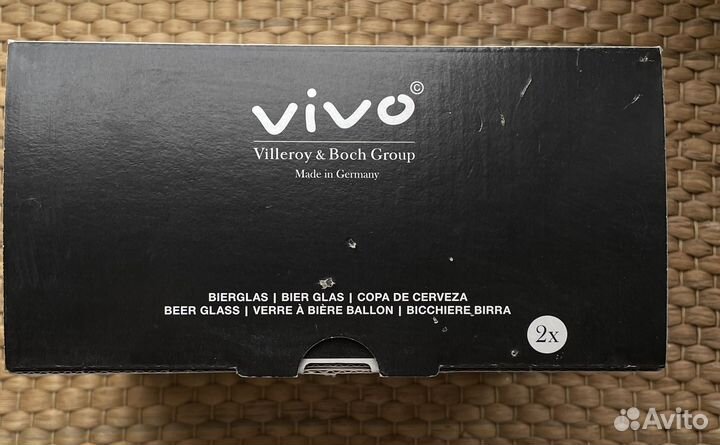 vivo©
Villeroy & Boch Group
Made in Germany
BIERGLAS | BIER GLAS | COPA DE CERVEZA
BEER GLASS | VERRE À BIÈRE BALLON | BICCHIERE BIRRA
2x
Avito